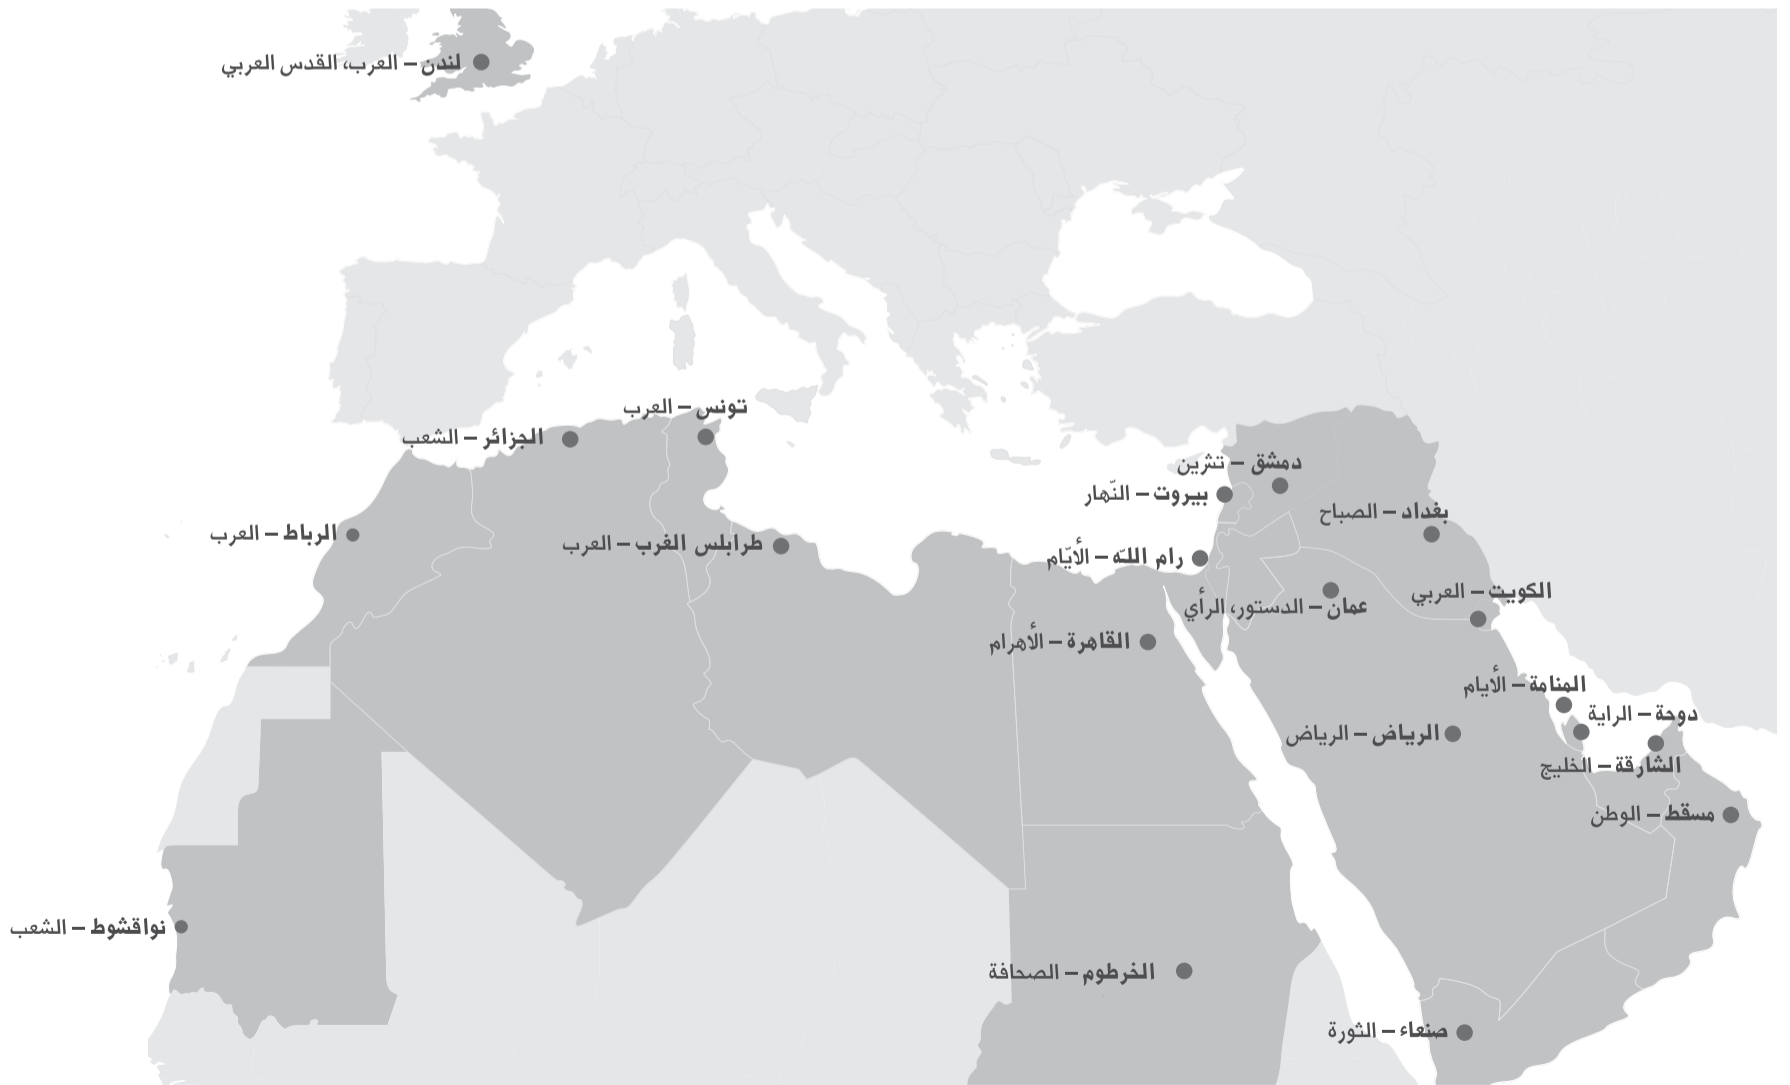 لندن – العرب، القدس العربي
تونس – العرب
الجزائر – الشعب
دمشق – تشرين
بيروت – النّهار
بغداد – الصباح
الرباط – العرب
طرابلس الغرب – العرب
رام اللّه – الأيّام
الكويت – العربي
عمان – الدستور، الرأي
القاهرة – الأهرام
المنامة – الأيام
دوحة – الراية
الرياض – الرياض
الشارقة – الخليج
مسقط – الوطن
نواقشوط – الشعب
الخرطوم – الصحافة
صنعاء – الثورة